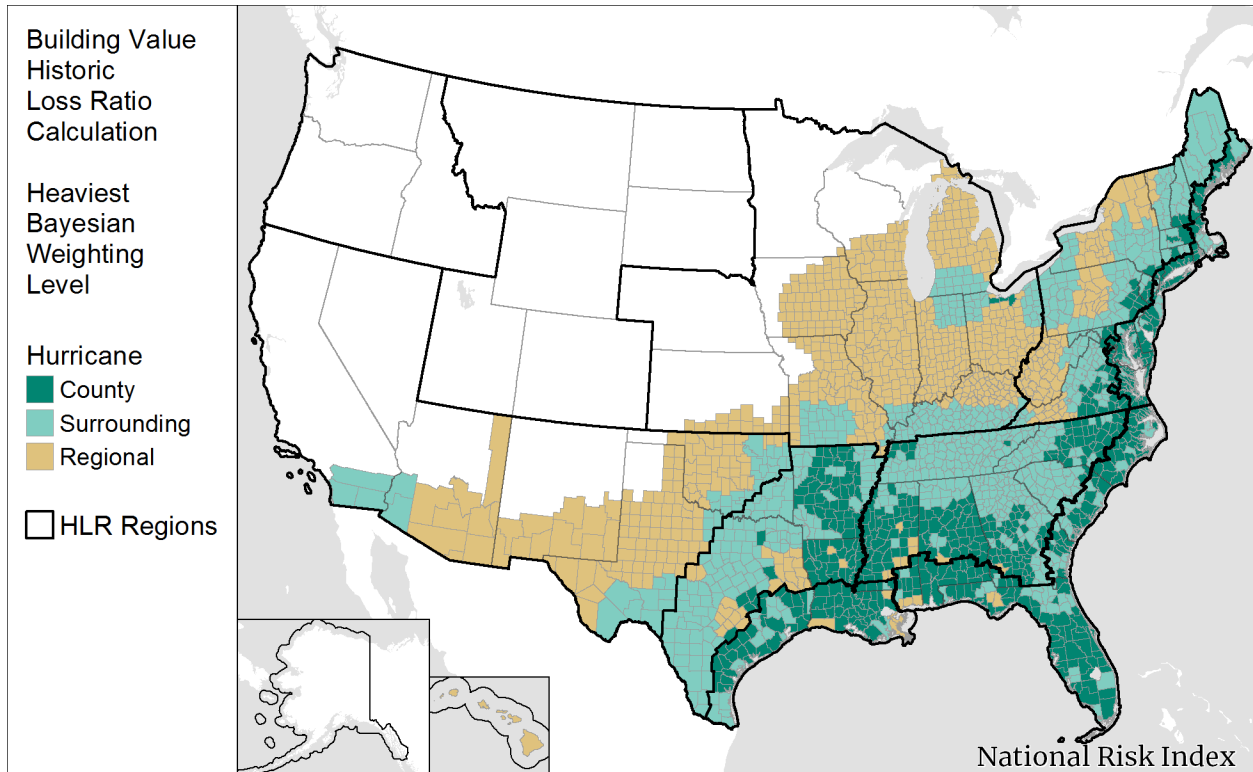 Building Value
Historic
Loss Ratio
Calculation
Heaviest
Bayesian
Weighting
Level
Hurricane
County
Surrounding
Regional
HLR Regions
National Risk Index